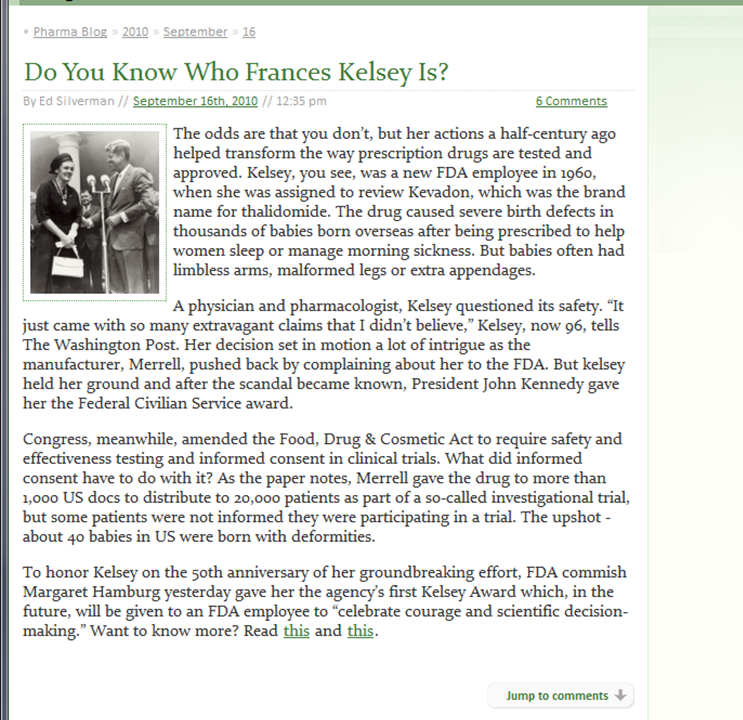 • Pharma Blog » 2010 » September » 16
Do You Know Who Frances Kelsey Is?
By Ed Silverman // September 16th, 2010 // 12:35 pm 6 Comments
The odds are that you don't, but her actions a half-century ago
helped transform the way prescription drugs are tested and
approved. Kelsey, you see, was a new FDA employee in 1960,
when she was assigned to review Kevadon, which was the brand
name for thalidomide. The drug caused severe birth defects in
thousands of babies born overseas after being prescribed to help
women sleep or manage morning sickness. But babies often had
limbless arms, malformed legs or extra appendages.
A physician and pharmacologist, Kelsey questioned its safety. “It
just came with so many extravagant claims that I didn't believe,” Kelsey, now 96, tells
The Washington Post. Her decision set in motion a lot of intrigue as the
manufacturer, Merrell, pushed back by complaining about her to the FDA. But kelsey
held her ground and after the scandal became known, President John Kennedy gave
her the Federal Civilian Service award.
Congress, meanwhile, amended the Food, Drug & Cosmetic Act to require safety and
effectiveness testing and informed consent in clinical trials. What did informed
consent have to do with it? As the paper notes, Merrell gave the drug to more than
1,000 US docs to distribute to 20,000 patients as part of a so-called investigational trial,
but some patients were not informed they were participating in a trial. The upshot -
about 40 babies in US were born with deformities.
To honor Kelsey on the 50th anniversary of her groundbreaking effort, FDA commish
Margaret Hamburg yesterday gave her the agency's first Kelsey Award which, in the
future, will be given to an FDA employee to “celebrate courage and scientific decision-
making.” Want to know more? Read this and this.
Jump to comments